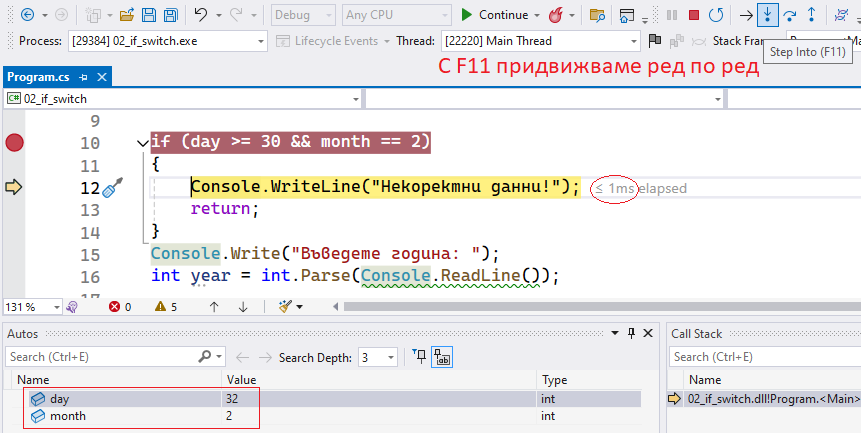 Debug Any CPU Continue
Process: [29384] 02_if_switch.exe Lifecycle Events Thread: [22220] Main Thread Stack Frame:
Step Into (F11)
С F11 придвижваме ред по ред
Program.cs
C# 02_if_switch
9
10 if (day >= 30 && month == 2)
11 {
12 Console.WriteLine("Некоректни данни!"); ≤ 1ms elapsed
13 return;
14 }
15 Console.Write("Въведете година: ");
16 int year = int.Parse(Console.ReadLine());
17
131 % 0 5
Autos Call Stack
Search (Ctrl+E) Search Depth: 3 Search (Ctrl+E)
Name Value Type Name
day 32 int 02_if_switch.dll!Program.<Main>
month 2 int